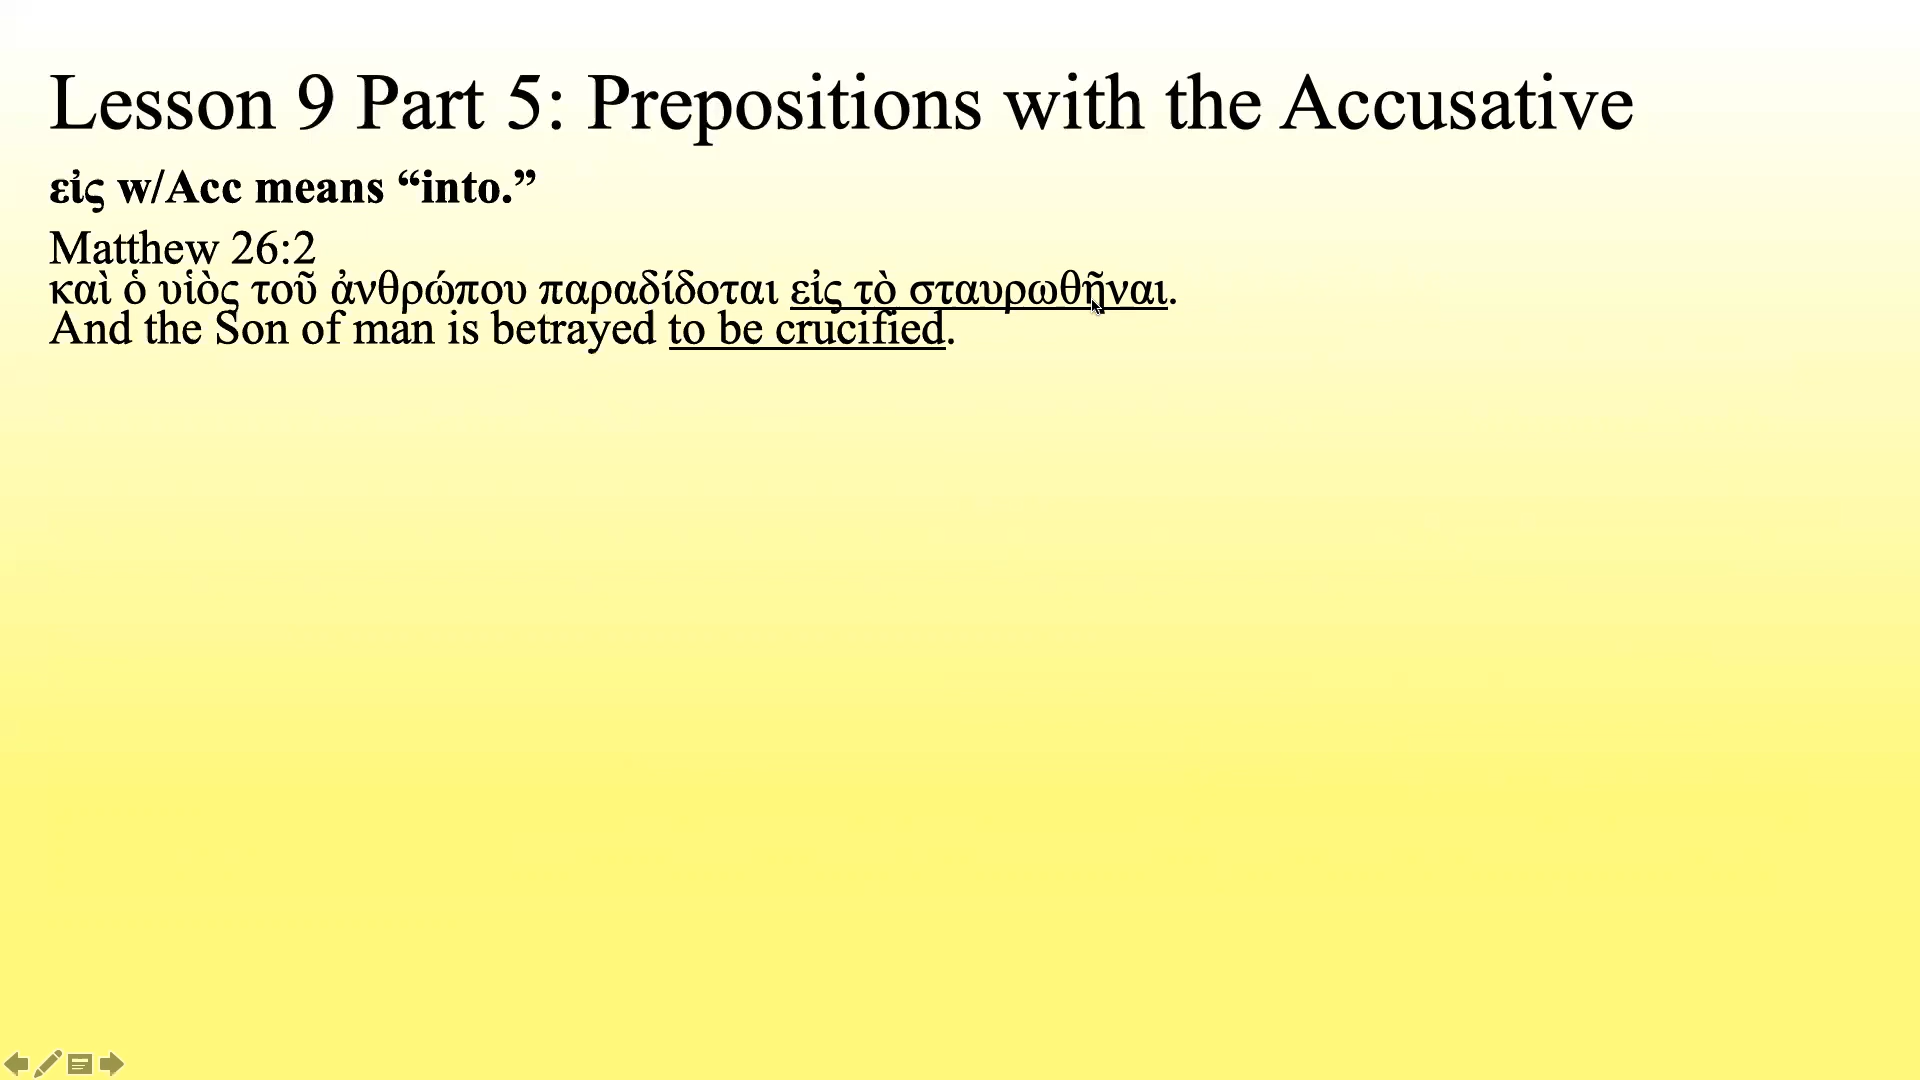 Lesson 9 Part 5: Prepositions with the Accusative
εἰς w/Acc means “into.”
Matthew 26:2
καὶ ὁ υἱὸς τοῦ ἀνθρώπου παραδίδοται εἰς τὸ σταυρωθῆναι.
And the Son of man is betrayed to be crucified.